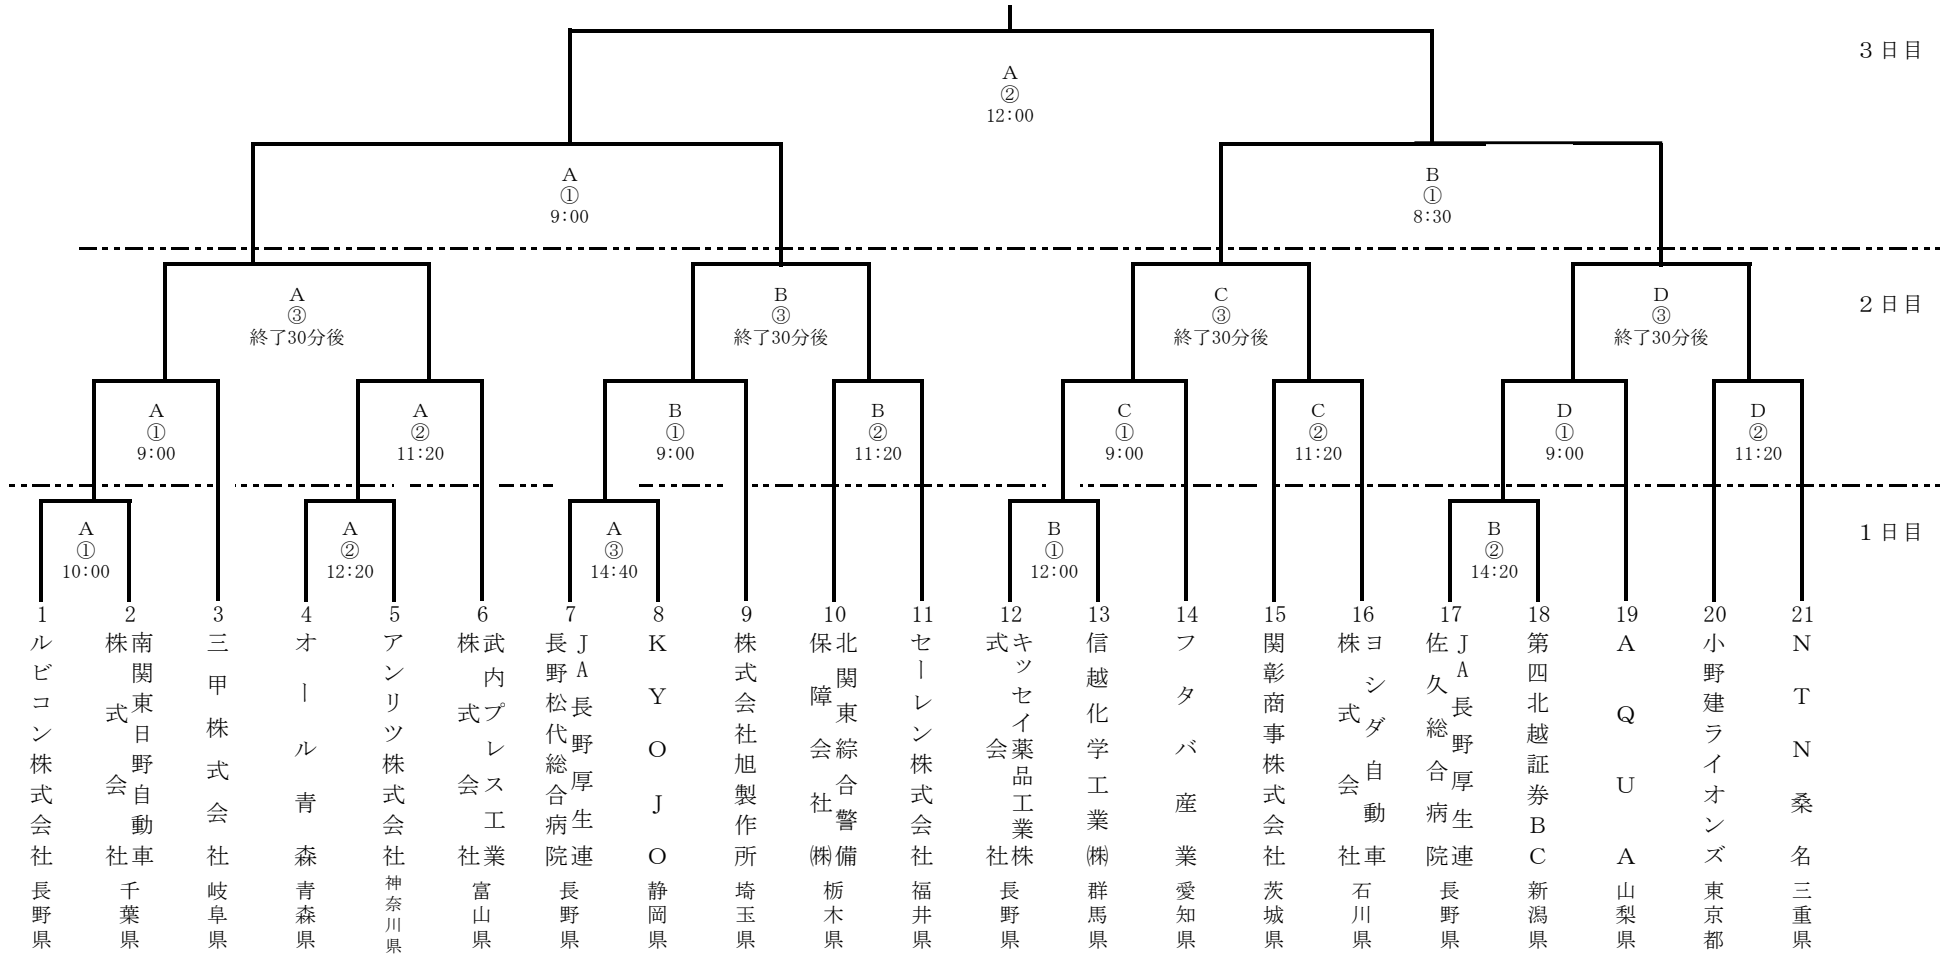 3日目
A
②
12:00
A
①
9:00
B
①
8:30
2日目
A
③
終了30分後
B
③
終了30分後
C
③
終了30分後
D
③
終了30分後
A
①
9:00
A
②
11:20
B
①
9:00
B
②
11:20
C
①
9:00
C
②
11:20
D
①
9:00
D
②
11:20
1日目
A
①
10:00
A
②
12:20
A
③
14:40
B
①
12:00
B
②
14:20
1
ルビコン株式会社
長野県
2
南関東日野自動車
株式会社
千葉県
3
三甲株式会社
岐阜県
4
オール青森
青森県
5
アンリツ株式会社
神奈川県
6
武内プレス工業
株式会社
富山県
7
JA長野厚生連
長野松代総合病院
長野県
8
KYOJO
静岡県
9
株式会社旭製作所
埼玉県
10
北関東綜合警備
保障会社㈱
栃木県
11
セーレン株式会社
福井県
12
キッセイ薬品工業株
式会社
長野県
13
信越化学工業㈱
群馬県
14
フタバ産業
愛知県
15
関彰商事株式会社
茨城県
16
ヨシダ自動車
株式会社
石川県
17
JA長野厚生連
佐久総合病院
長野県
18
第四北越証券BC
新潟県
19
AQUA
山梨県
20
小野建ライオンズ
東京都
21
NTN桑名
三重県